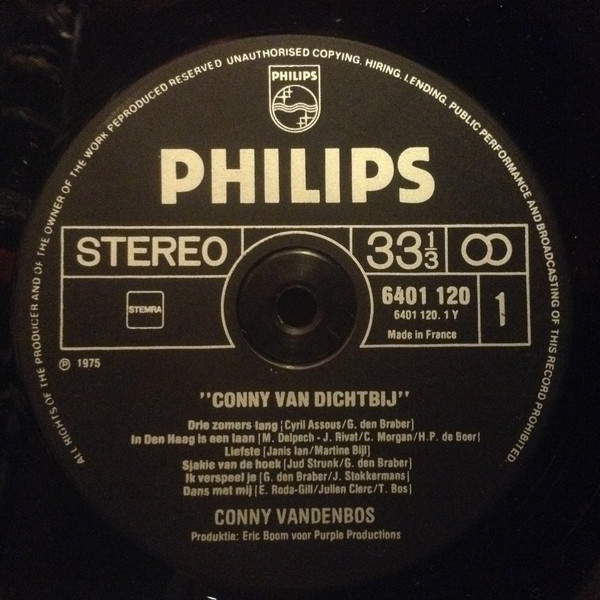 ALL RIGHTS OF THE PRODUCER AND OF THE OWNER OF THE WORK REPRODUCED RESERVED UNAUTHORISED COPYING, HIRING, LENDING, PUBLIC PERFORMANCE AND BROADCASTING OF THIS RECORD PROHIBITED
PHILIPS
PHILIPS
STEREO 33 1/3
6401 120 1
6401 120. 1 Y
STEMRA
Made in France
℗ 1975
"CONNY VAN DICHTBIJ"
Drie zomers lang [Cyril Assous/G. den Braber]
In Den Haag is een laan [M. Delpech - J. Rivat/C. Morgan/H.P. de Boer]
Liefste [Janis Ian/Martine Bijl]
Sjakie van de hoek [Jud Strunk/G. den Braber]
Ik verspeel je [G. den Braber/J. Stokkermans]
Dans met mij [E. Roda-Gill/Julien Clerc/T. Bos]
CONNY VANDENBOS
Produktie: Eric Boom voor Purple Productions